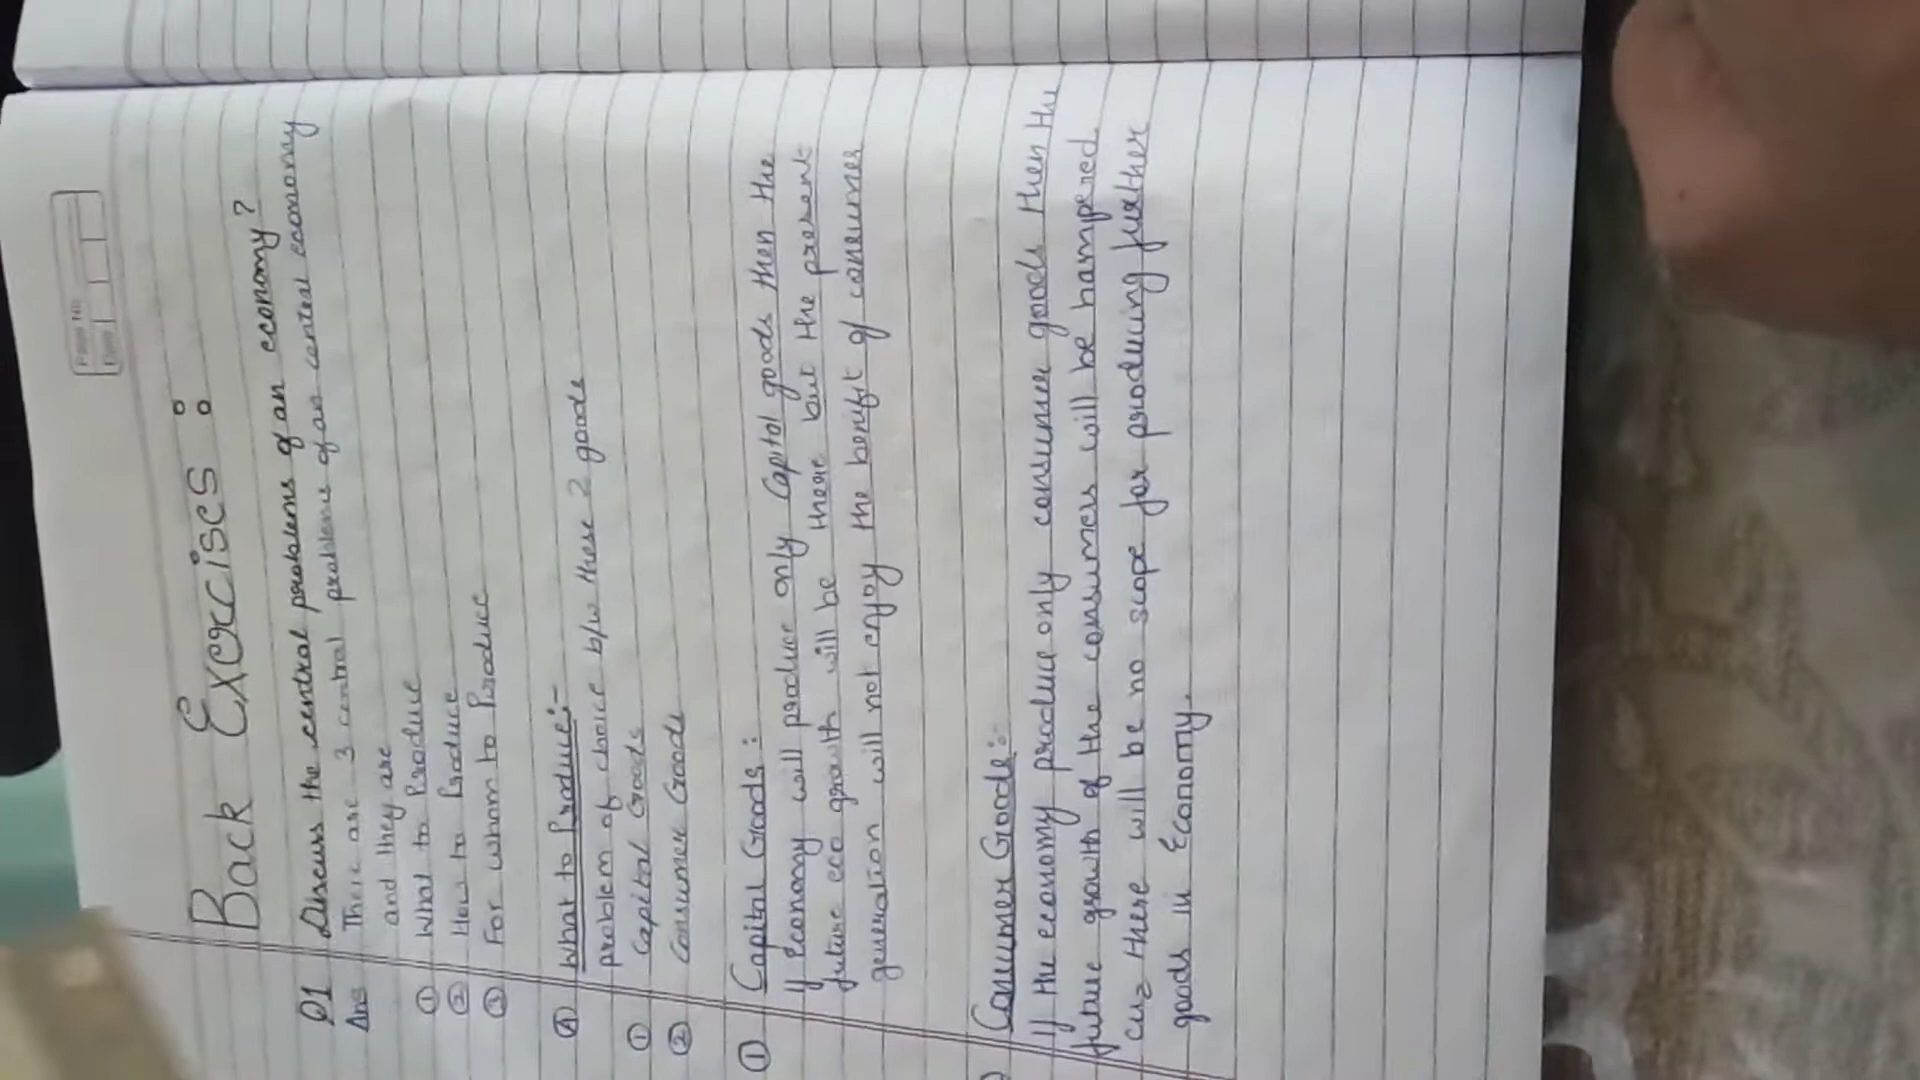 Page No.
Date
Back Exercises :
Q1 Discuss the central problems of an economy?
Ans There are 3 central problems of an central economy
and they are
① What to Produce
② How to Produce
③ For whom to Produce
Ⓐ What to Produce:-
problem of choice b/w these 2 goods
① Capital Goods
② Consumer Goods
① Capital Goods :
If Economy will produce only Capital goods then the
future eco growth will be there but the present
generation will not enjoy the benifit of consumer
Consumer Goods:-
If the economy produce only consumer goods then the
future growth of the consumers will be hampered
cuz there will be no scope for producing further
goods in Economy.